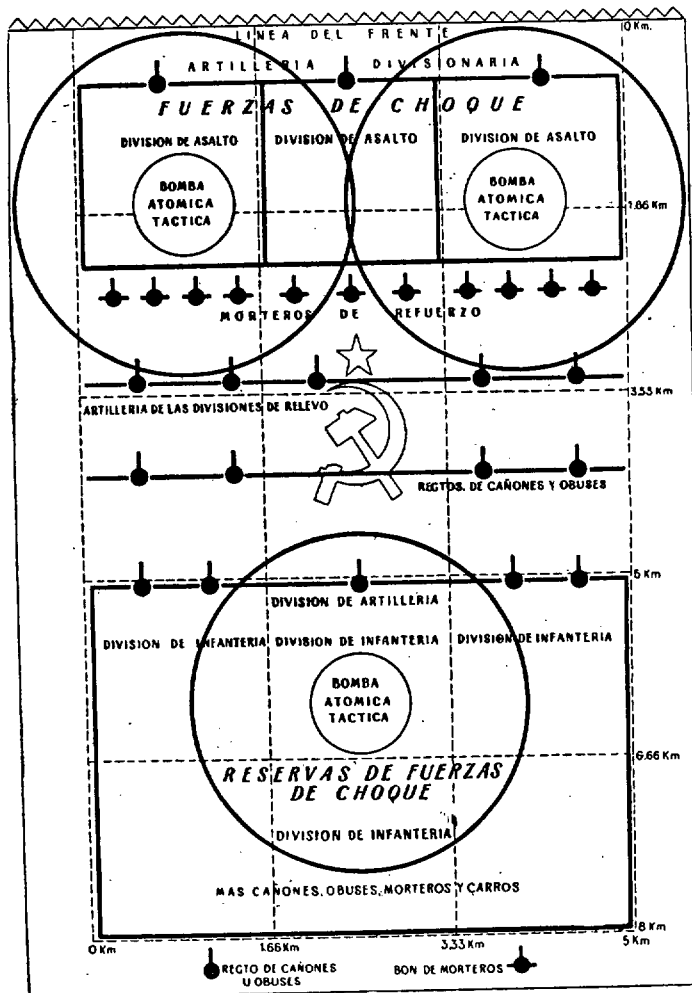 LINEA DEL FRENTE
0 Km.
ARTILLERIA DIVISIONARIA
FUERZAS DE CHOQUE
DIVISION DE ASALTO
DIVISION DE ASALTO
DIVISION DE ASALTO
BOMBA
ATOMICA
TACTICA
BOMBA
ATOMICA
TACTICA
1.66 Km
MORTEROS DE REFUERZO
3.53 Km
ARTILLERIA DE LAS DIVISIONES DE RELEVO
REGTOS. DE CAÑONES Y OBUSES
5 Km
DIVISION DE ARTILLERIA
DIVISION DE INFANTERIA DIVISION DE INFANTERIA DIVISION DE INFANTERIA
BOMBA
ATOMICA
TACTICA
6.66 Km
RESERVAS DE FUERZAS
DE CHOQUE
DIVISION DE INFANTERIA
MAS CAÑONES, OBUSES, MORTEROS Y CARROS
8 Km
0 Km 1.66 Km 3.33 Km 5 Km
REGTO DE CAÑONES
U OBUSES
BON DE MORTEROS